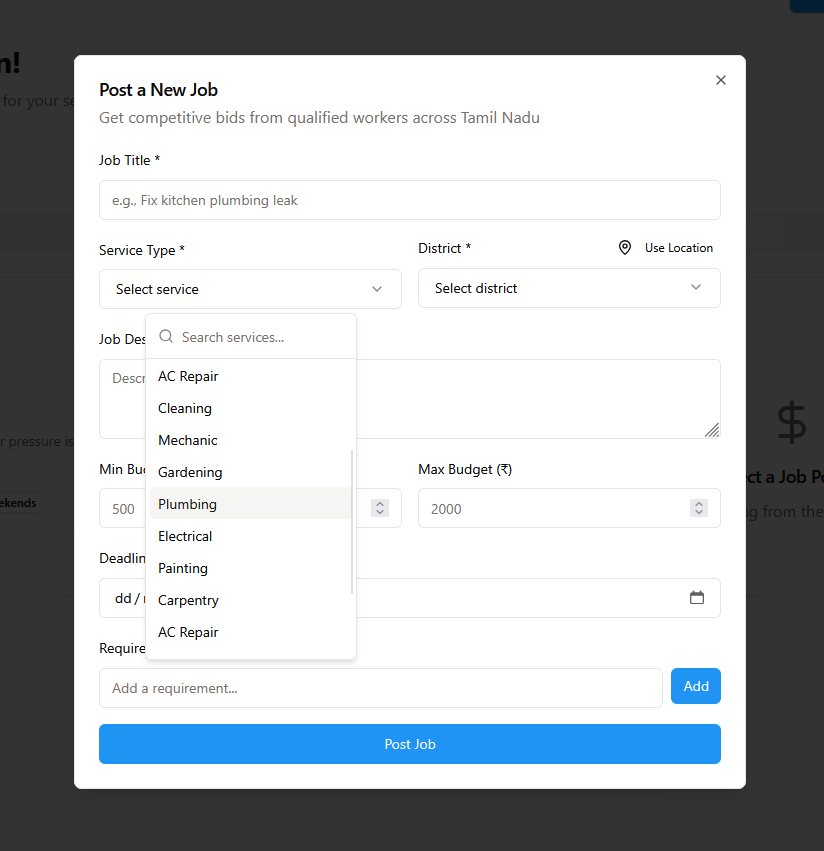 n!
for your se
Post a New Job
Get competitive bids from qualified workers across Tamil Nadu
Job Title *
e.g., Fix kitchen plumbing leak
Service Type *
District *
Use Location
Select service
Select district
Job Des
Search services...
Descr
AC Repair
Cleaning
Mechanic
Gardening
Plumbing
Electrical
Painting
Carpentry
AC Repair
r pressure is
ekends
$
ct a Job Po
g from the
Min Bu
Max Budget (₹)
500
2000
Deadlin
dd /
Require
Add a requirement...
Add
Post Job